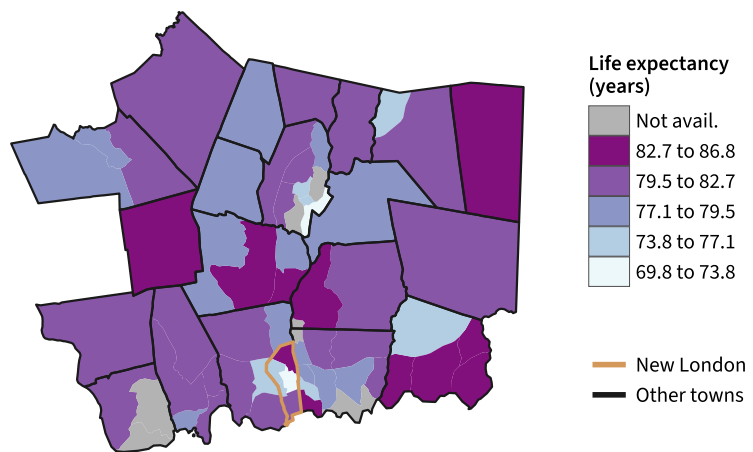 Life expectancy
(years)
Not avail.
82.7 to 86.8
79.5 to 82.7
77.1 to 79.5
73.8 to 77.1
69.8 to 73.8
New London
Other towns